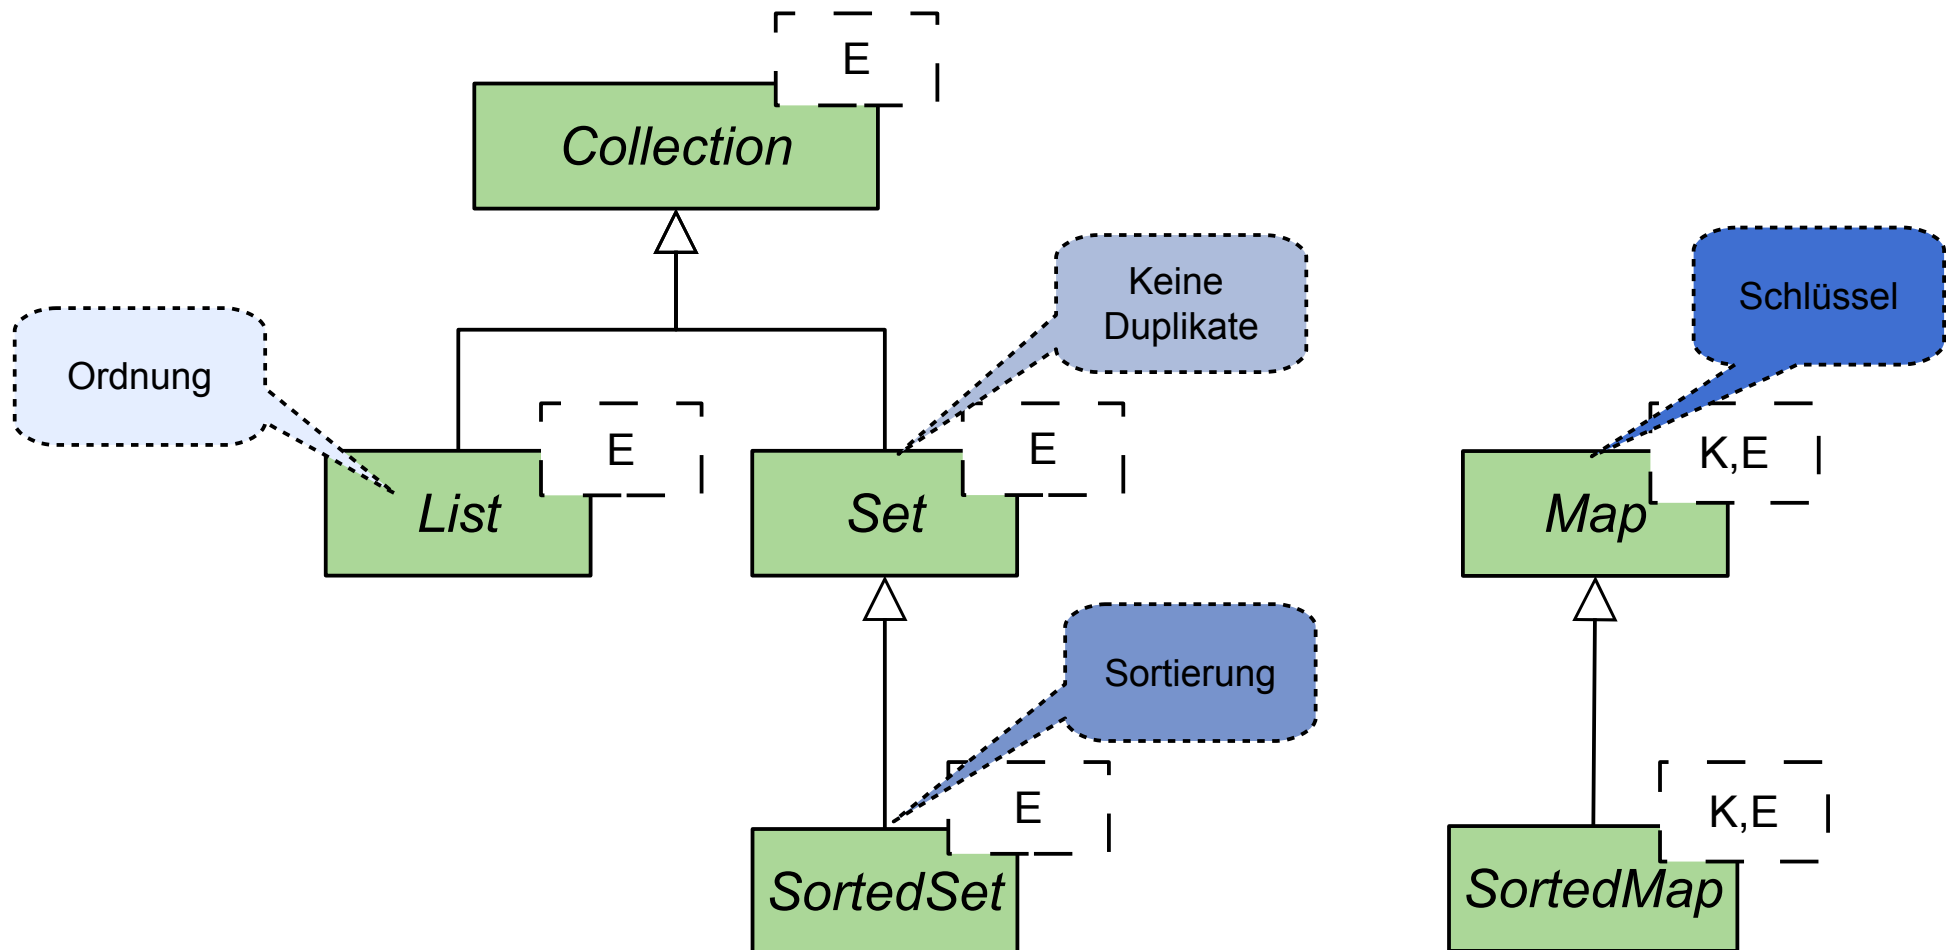 E
Collection
Keine
Duplikate
Schlüssel
Ordnung
E
List
E
Set
K,E
Map
Sortierung
E
SortedSet
K,E
SortedMap